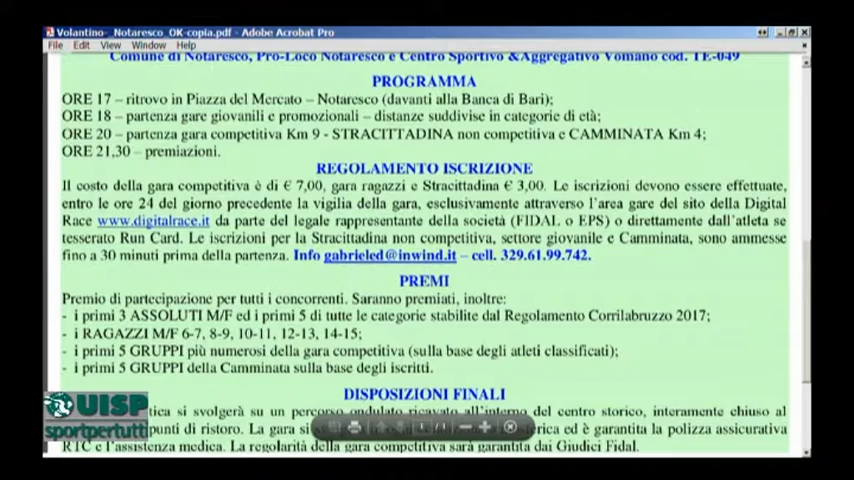 Volantino-_Notaresco_OK-copia.pdf - Adobe Acrobat Pro
File Edit View Window Help
Comune di Notaresco, Pro-Loco Notaresco e Centro Sportivo &Aggregativo Vomano cod. TE-049
PROGRAMMA
ORE 17 – ritrovo in Piazza del Mercato – Notaresco (davanti alla Banca di Bari);
ORE 18 – partenza gare giovanili e promozionali – distanze suddivise in categorie di età;
ORE 20 – partenza gara competitiva Km 9 - STRACITTADINA non competitiva e CAMMINATA Km 4;
ORE 21,30 – premiazioni.
REGOLAMENTO ISCRIZIONE
Il costo della gara competitiva è di € 7,00, gara ragazzi e Stracittadina € 3,00. Le iscrizioni devono essere effettuate,
entro le ore 24 del giorno precedente la vigilia della gara, esclusivamente attraverso l'area gare del sito della Digital
Race www.digitalrace.it da parte del legale rappresentante della società (FIDAL o EPS) o direttamente dall'atleta se
tesserato Run Card. Le iscrizioni per la Stracittadina non competitiva, settore giovanile e Camminata, sono ammesse
fino a 30 minuti prima della partenza. Info gabrieled@inwind.it – cell. 329.61.99.742.
PREMI
Premio di partecipazione per tutti i concorrenti. Saranno premiati, inoltre:
- i primi 3 ASSOLUTI M/F ed i primi 5 di tutte le categorie stabilite dal Regolamento Corrilabruzzo 2017;
- i RAGAZZI M/F 6-7, 8-9, 10-11, 12-13, 14-15;
- i primi 5 GRUPPI più numerosi della gara competitiva (sulla base degli atleti classificati);
- i primi 5 GRUPPI della Camminata sulla base degli iscritti.
DISPOSIZIONI FINALI
tica si svolgerà su un percorso ondulato ricavato all'interno del centro storico, interamente chiuso al
punti di ristoro. La gara si ed è garantita la polizza assicurativa
RTC e l'assistenza medica. La regolarità della gara competitiva sarà garantita dai Giudici Fidal.
UISP
sportpertutti